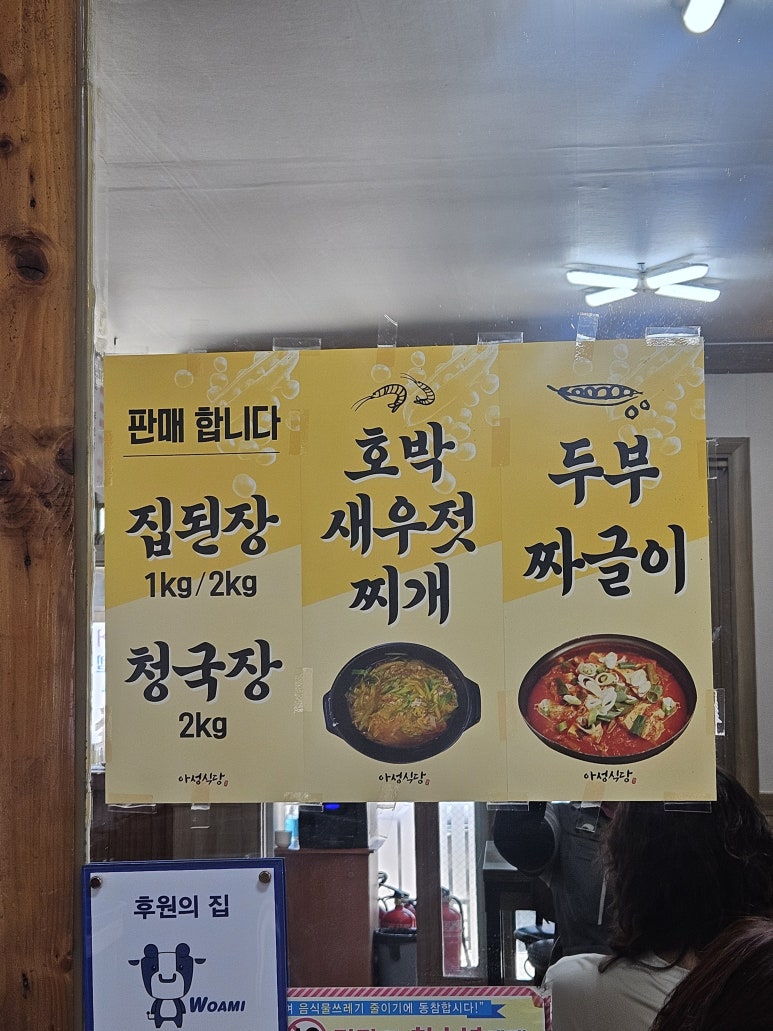 판매 합니다
집된장
1kg/2kg
청국장
2kg
아성식당
호박
새우젓
찌개
아성식당
두부
짜글이
아성식당
후원의 집
WOAMI
음식물쓰레기 줄이기에 동참합시다!"